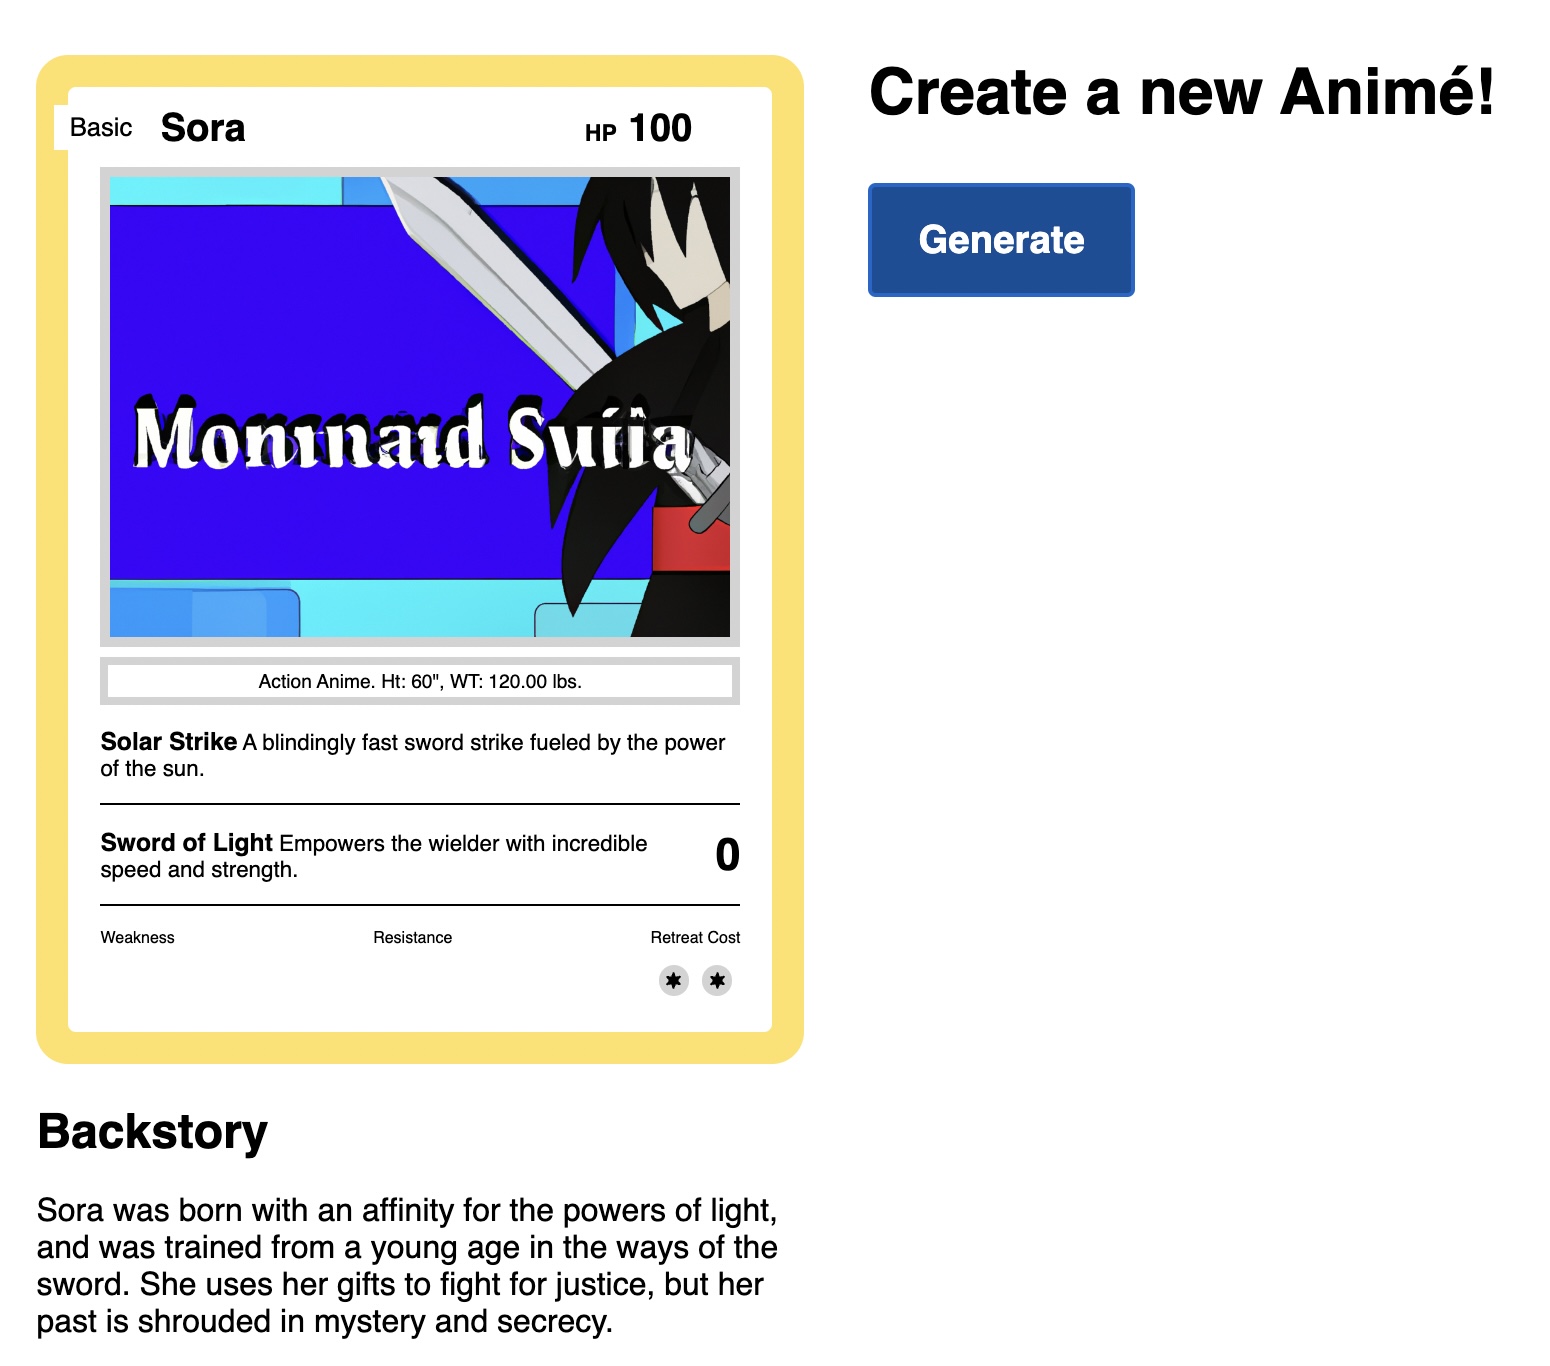 Basic Sora HP 100
Action Anime. Ht: 60", WT: 120.00 lbs.
Solar Strike A blindingly fast sword strike fueled by the power
of the sun.
Sword of Light Empowers the wielder with incredible
speed and strength.
0
Weakness Resistance Retreat Cost
Backstory
Sora was born with an affinity for the powers of light,
and was trained from a young age in the ways of the
sword. She uses her gifts to fight for justice, but her
past is shrouded in mystery and secrecy.
Create a new Animé!
Generate